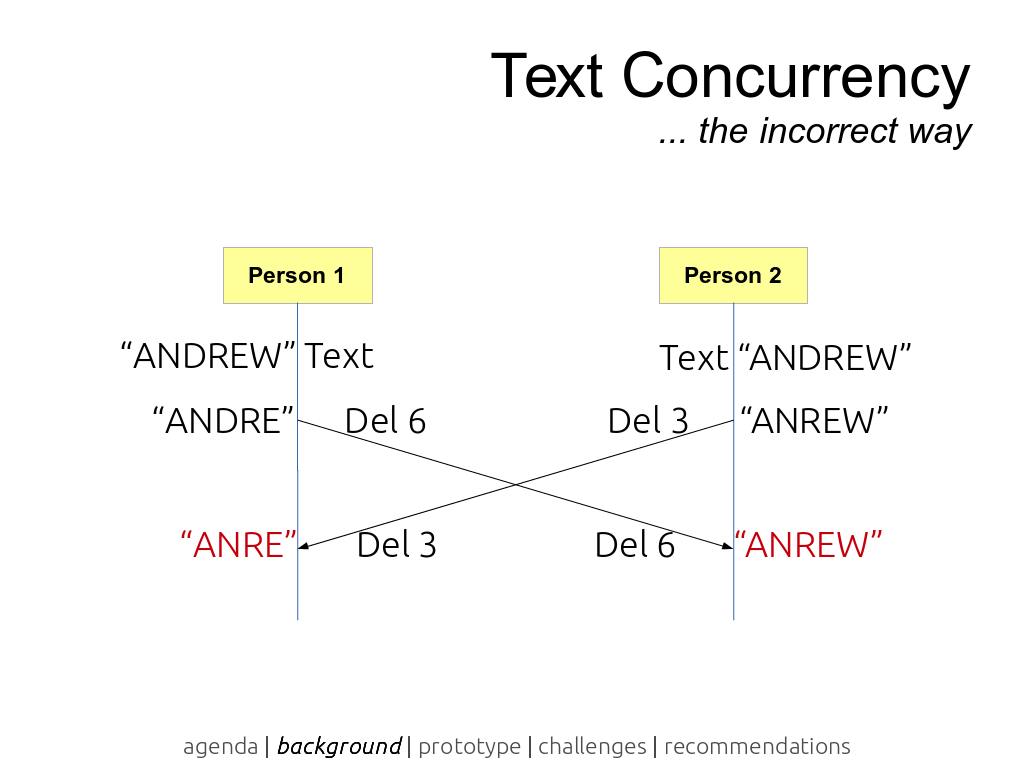 Text Concurrency
... the incorrect way
Person 1 Person 2
“ANDREW” Text Text “ANDREW”
“ANDRE” Del 6 Del 3 “ANREW”
“ANRE” Del 3 Del 6 “ANREW”
agenda | background | prototype | challenges | recommendations